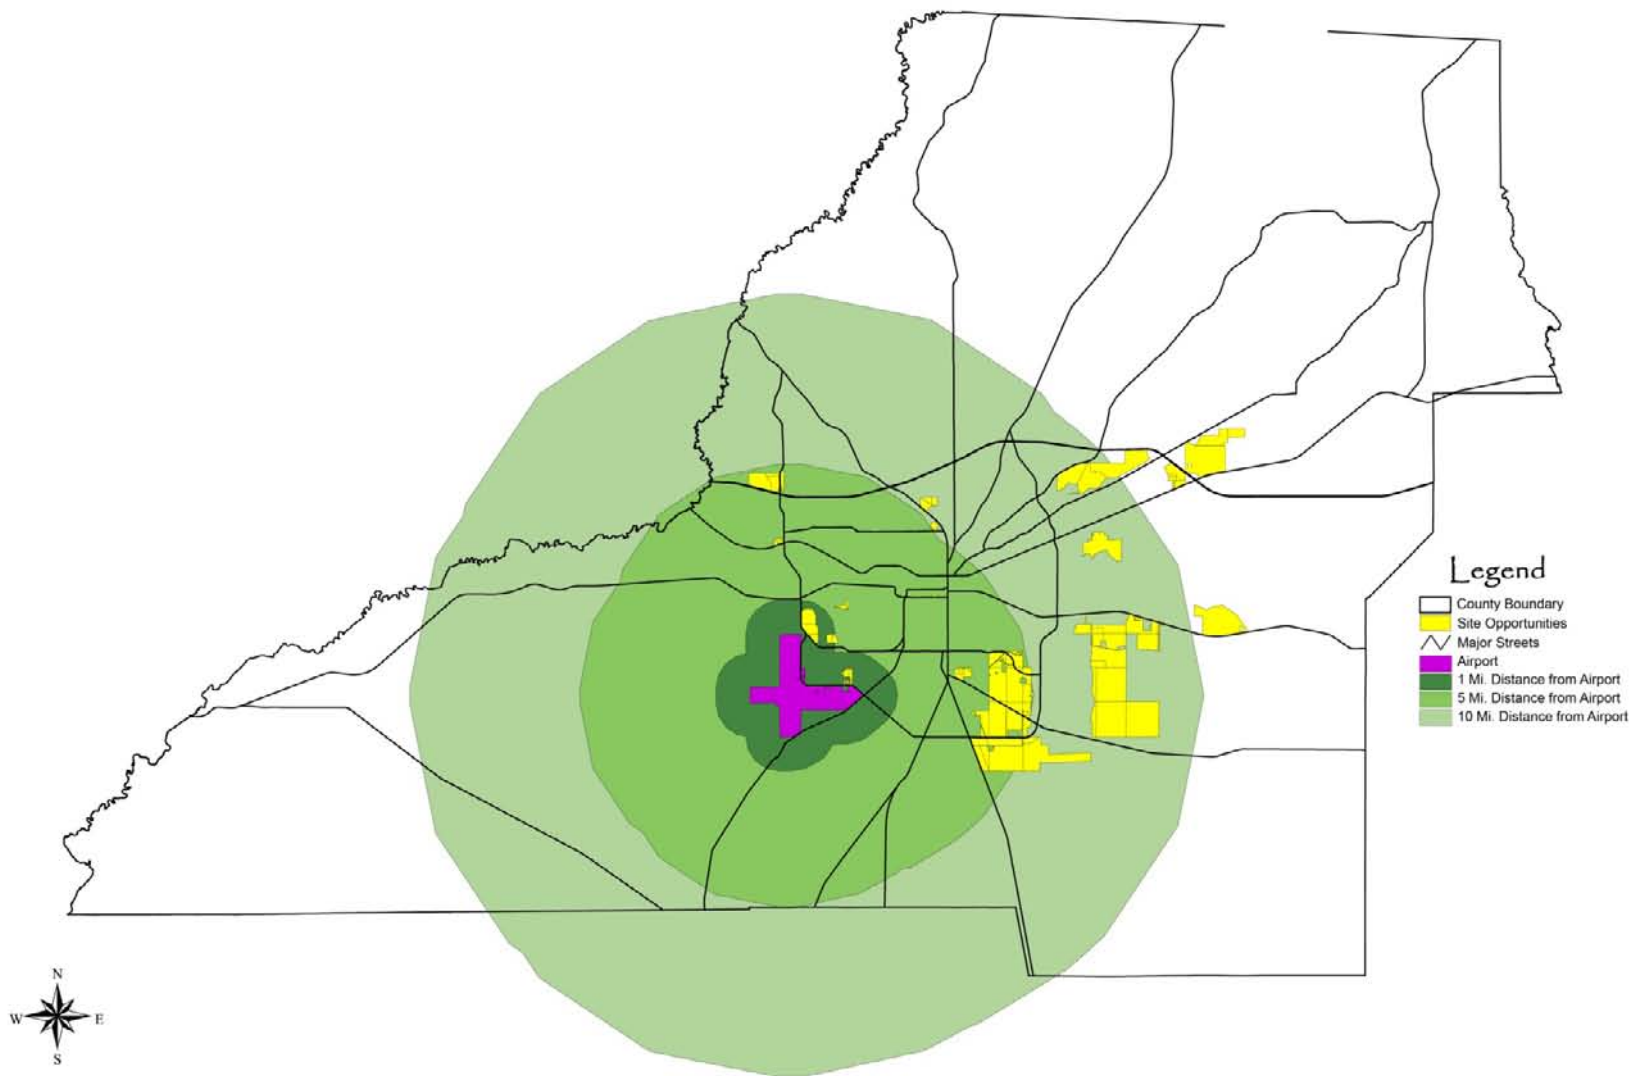 Legend
County Boundary
Site Opportunities
Major Streets
Airport
1 Mi. Distance from Airport
5 Mi. Distance from Airport
10 Mi. Distance from Airport
N
W E
S